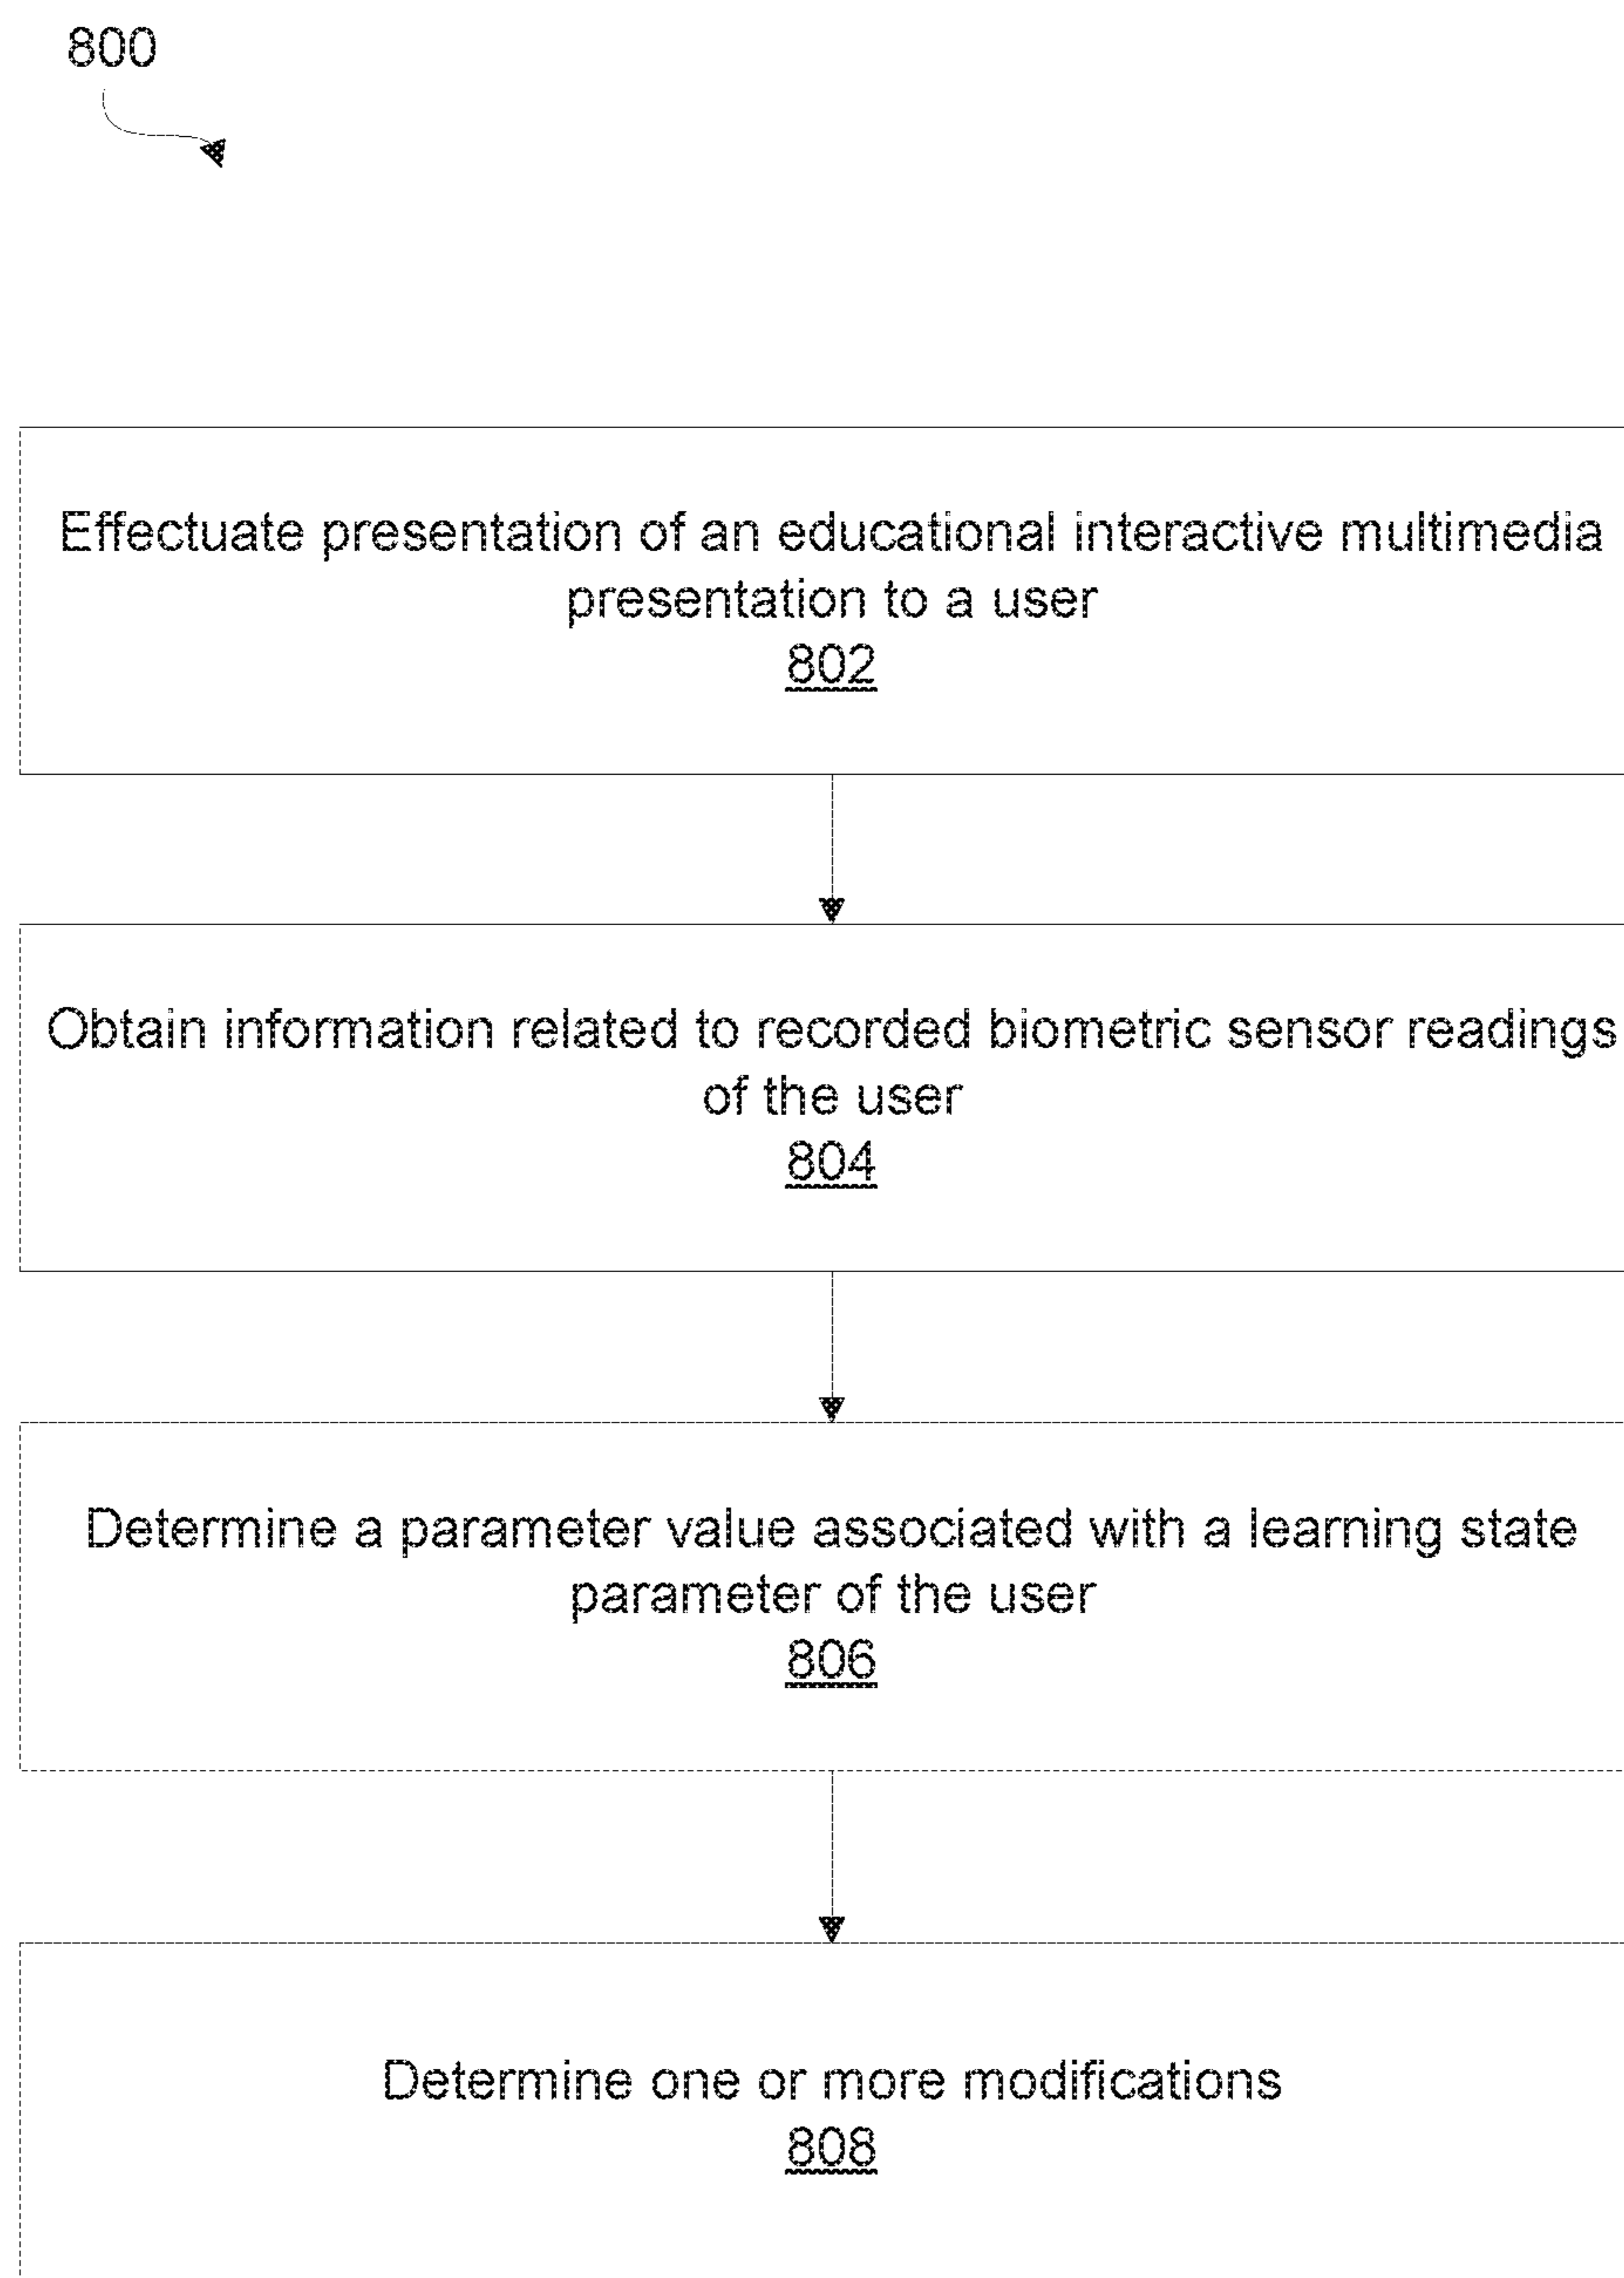 800
Effectuate presentation of an educational interactive multimedia
presentation to a user
802
Obtain information related to recorded biometric sensor readings
of the user
804
Determine a parameter value associated with a learning state
parameter of the user
806
Determine one or more modifications
808